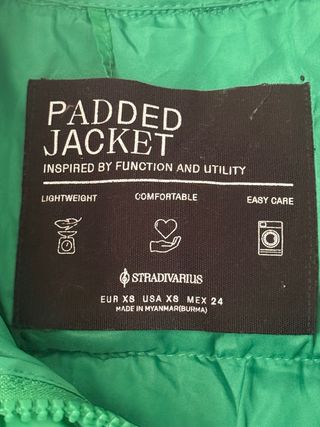 PADDED
JACKET
INSPIRED BY FUNCTION AND UTILITY
LIGHTWEIGHT COMFORTABLE EASY CARE
STRADIVARIUS
EUR XS USA XS MEX 24
MADE IN MYANMAR(BURMA)